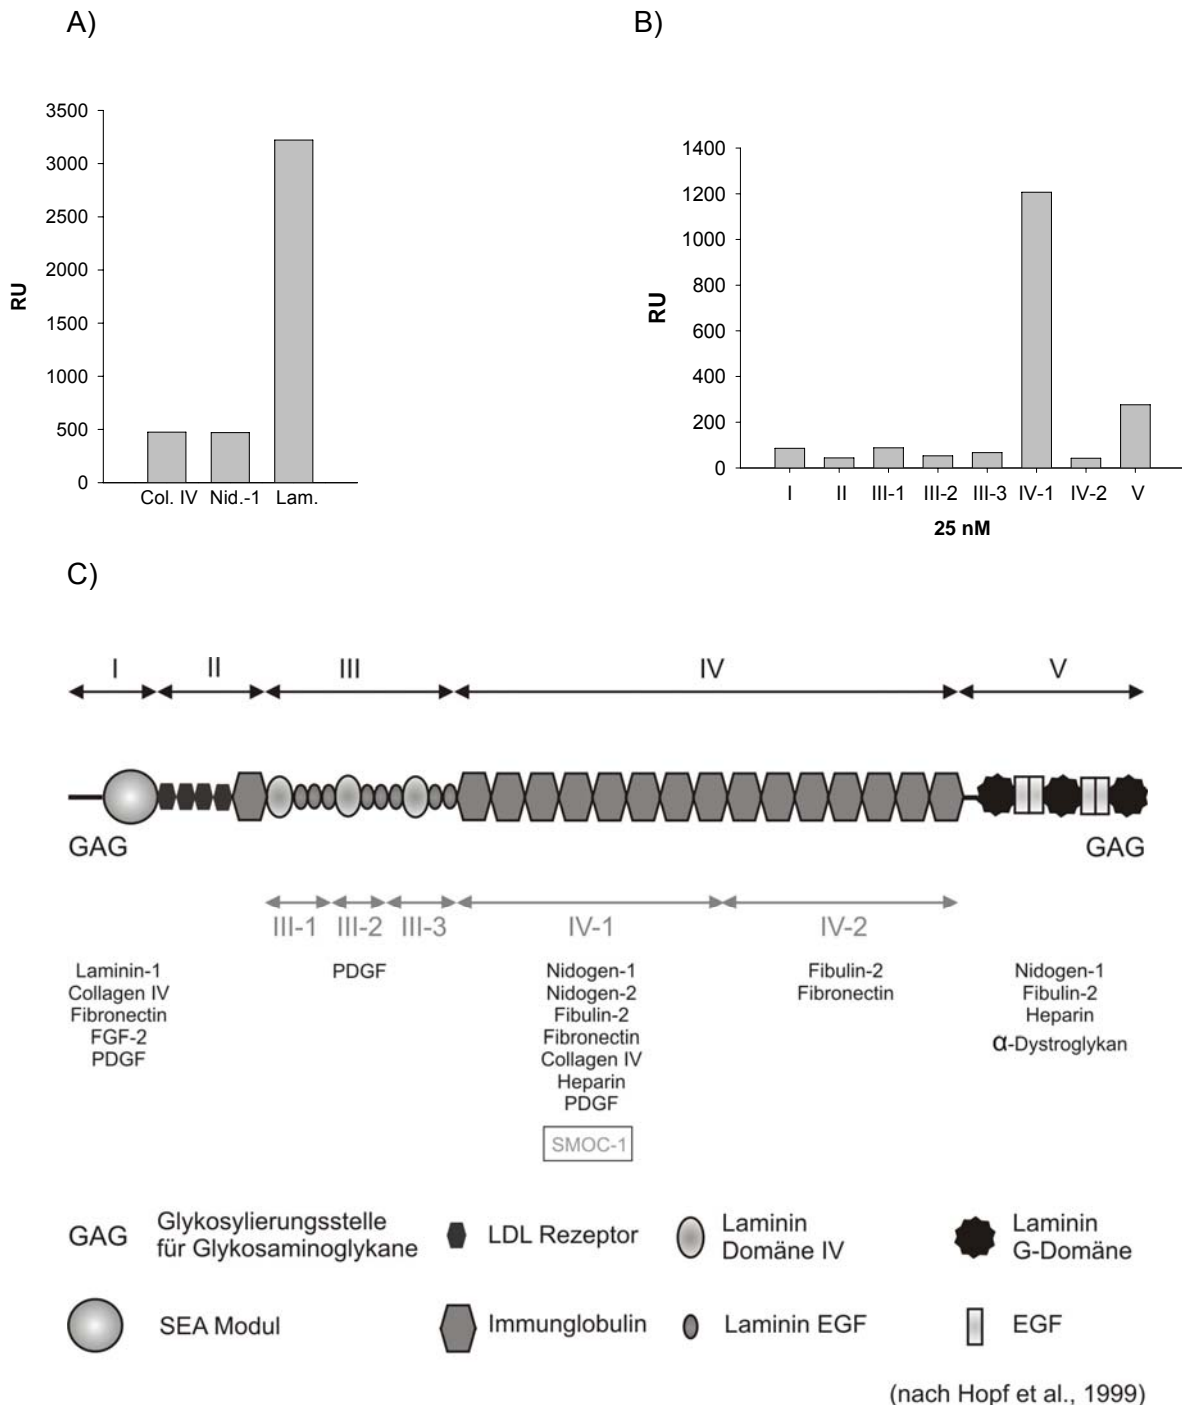 A)
3500
3000
2500
2000
1500
1000
500
0
RU
Col. IV Nid.-1 Lam.
B)
1400
1200
1000
800
600
400
200
0
RU
I II III-1 III-2 III-3 IV-1 IV-2 V
25 nM
C)
I II III IV V
GAG GAG
III-1 III-2 III-3 IV-1 IV-2
Laminin-1
Collagen IV
Fibronectin
FGF-2
PDGF
PDGF
Nidogen-1
Nidogen-2
Fibulin-2
Fibronectin
Collagen IV
Heparin
PDGF
SMOC-1
Fibulin-2
Fibronectin
Nidogen-1
Fibulin-2
Heparin
α-Dystroglykan
GAG
Glykosylierungsstelle
für Glykosaminoglykane
LDL Rezeptor
Laminin
Domäne IV
Laminin
G-Domäne
SEA Modul
Immunglobulin
Laminin EGF
EGF
(nach Hopf et al., 1999)